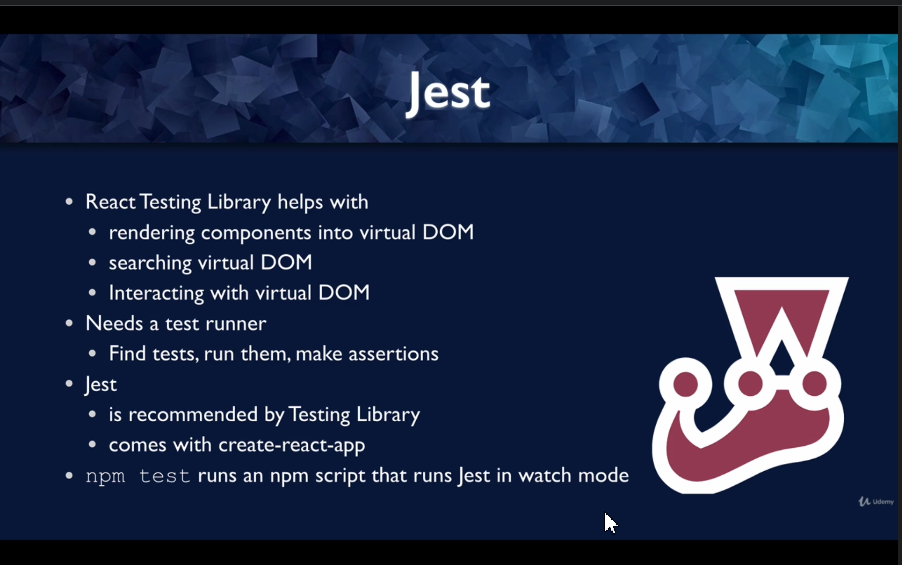 Jest
• React Testing Library helps with
• rendering components into virtual DOM
• searching virtual DOM
• Interacting with virtual DOM
• Needs a test runner
• Find tests, run them, make assertions
• Jest
• is recommended by Testing Library
• comes with create-react-app
• npm test runs an npm script that runs Jest in watch mode
Udemy